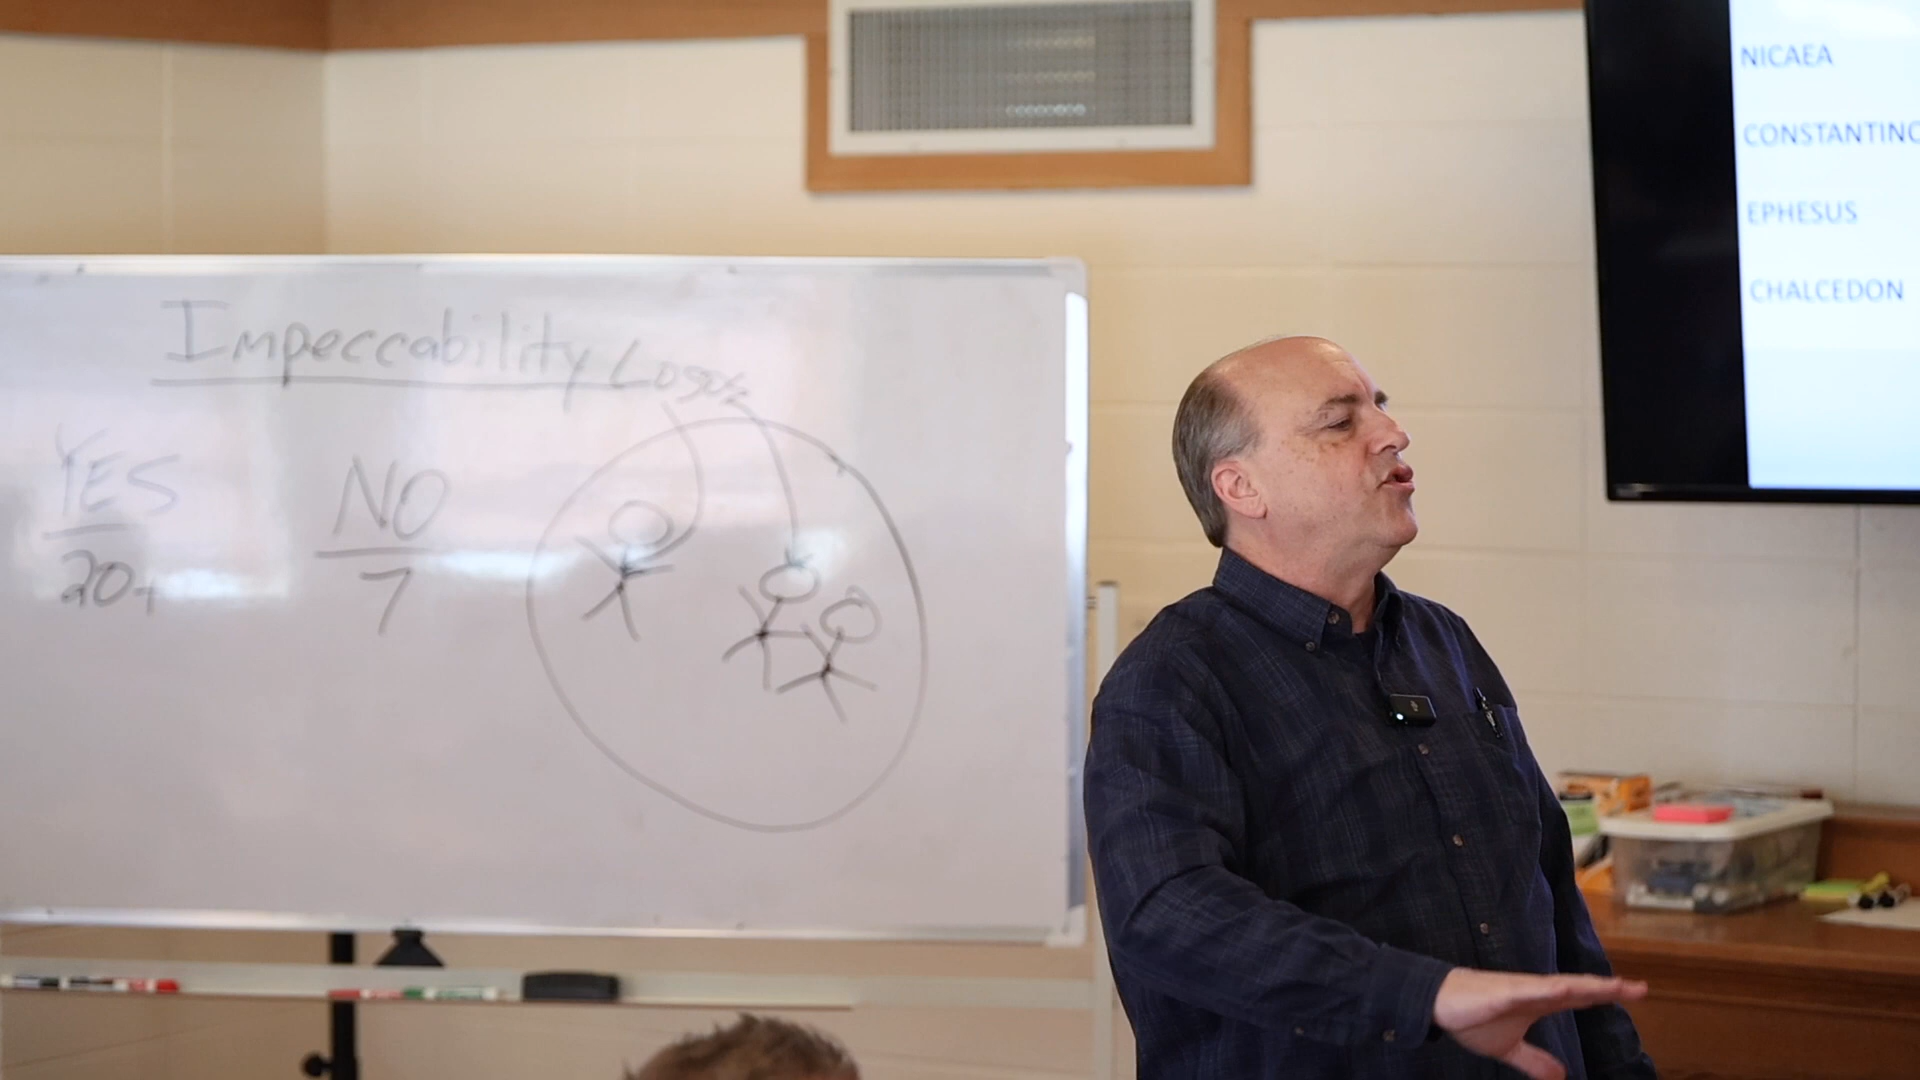 Impeccability
Logos
YES
20+
NO
7
NICAEA
CONSTANTINO
EPHESUS
CHALCEDON